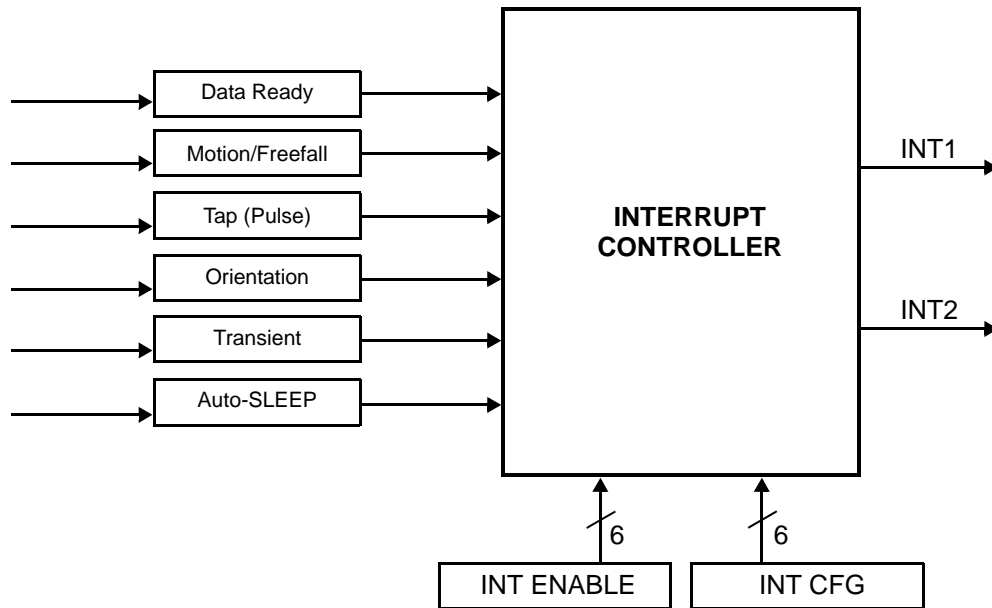 Data Ready
Motion/Freefall
Tap (Pulse)
Orientation
Transient
Auto-SLEEP
INTERRUPT
CONTROLLER
INT1
INT2
6
6
INT ENABLE
INT CFG